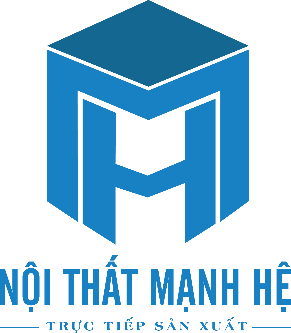 NỘI THẤT MẠNH HỆ
TRỰC TIẾP SẢN XUẤT